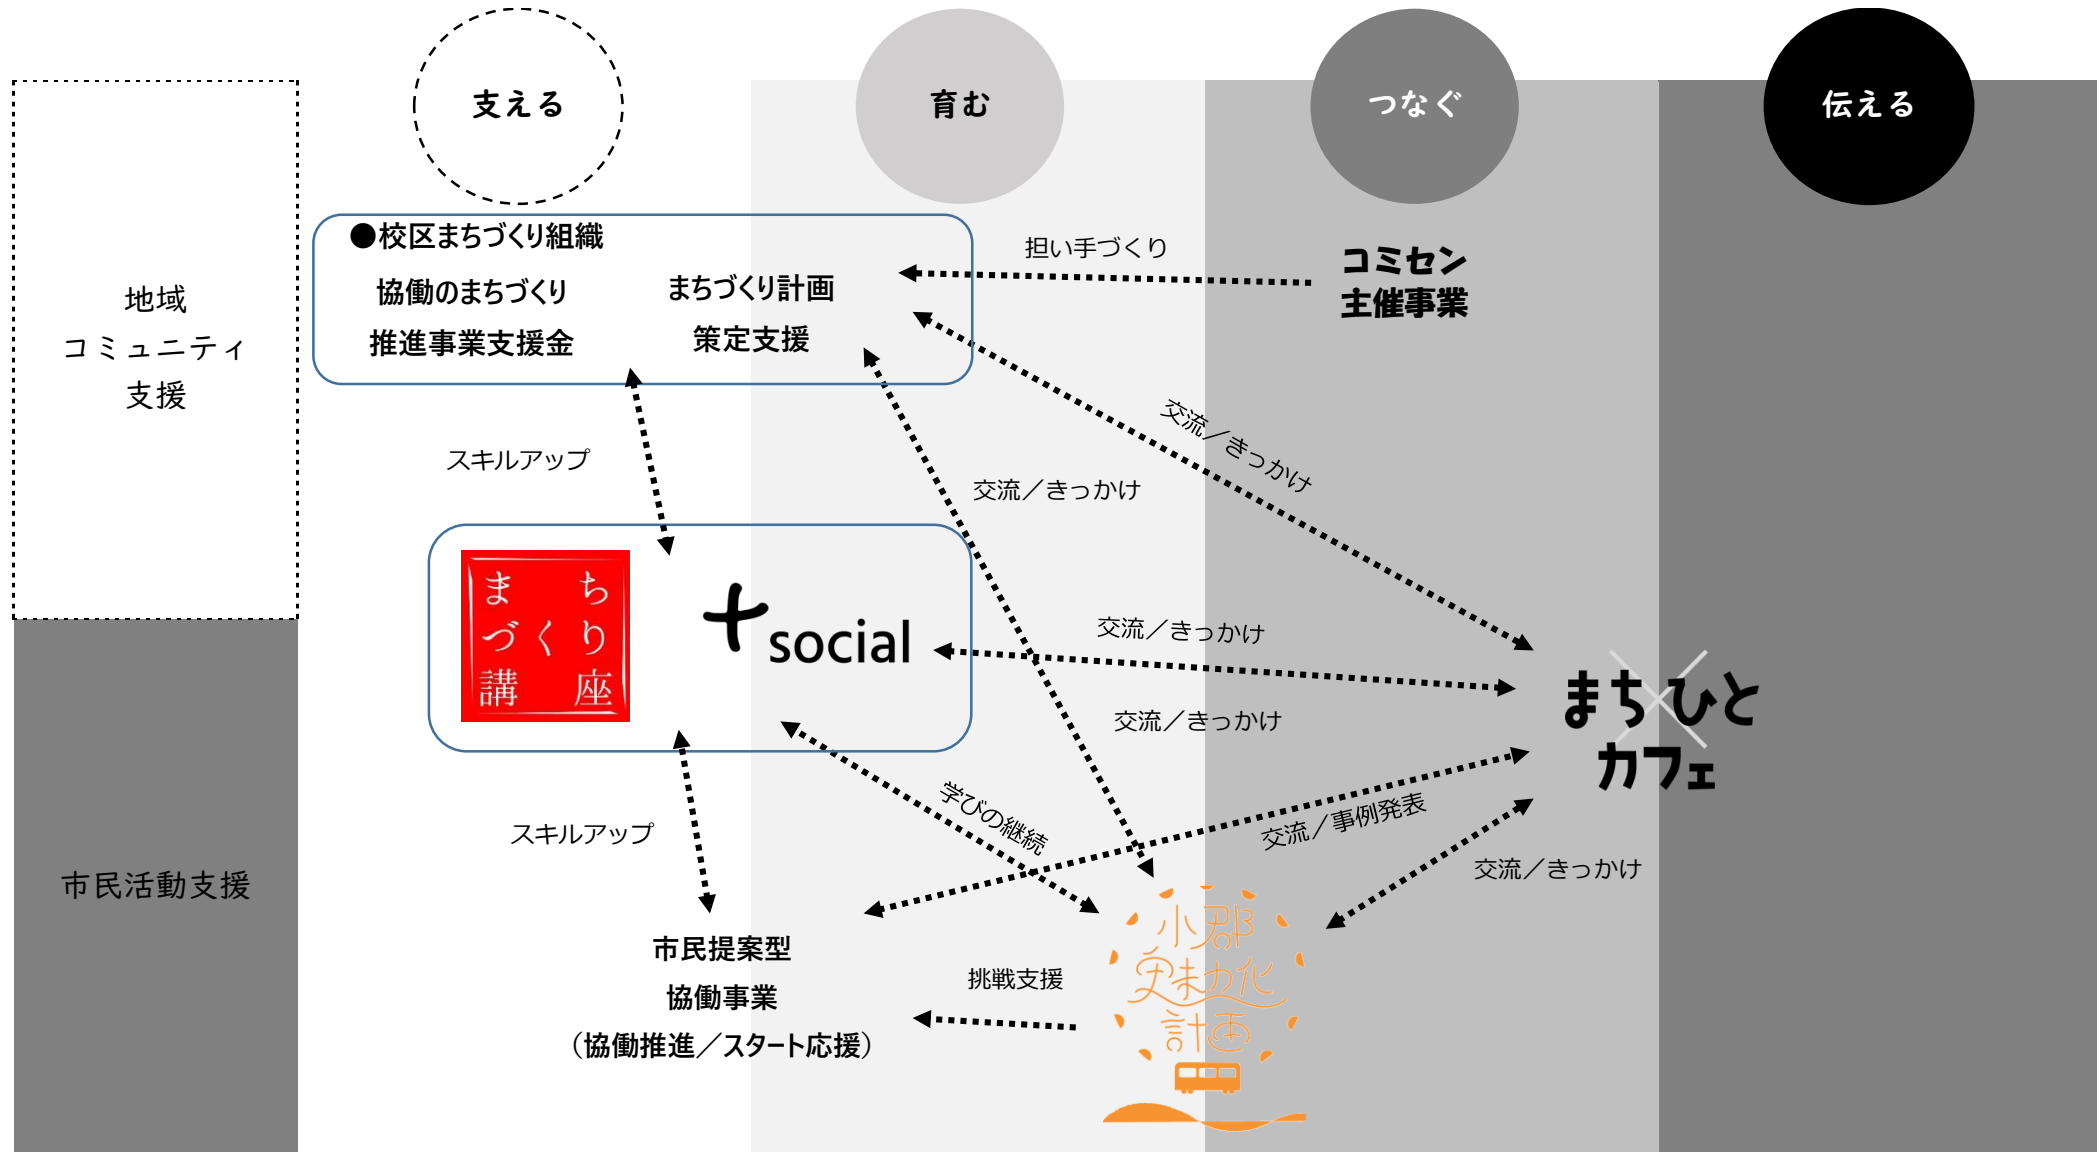 支える
育む
つなぐ
伝える
地域
コミュニティ
支援
市民活動支援
●校区まちづくり組織
協働のまちづくり
推進事業支援金
まちづくり計画
策定支援
担い手づくり
コミセン
主催事業
交流／きっかけ
スキルアップ
交流／きっかけ
まち
づくり
講座
+social
交流／きっかけ
交流／きっかけ
まち×ひと
カフェ
学びの継続
スキルアップ
交流／事例発表
交流／きっかけ
市民提案型
協働事業
（協働推進／スタート応援）
挑戦支援
小郡
魅力化
計画